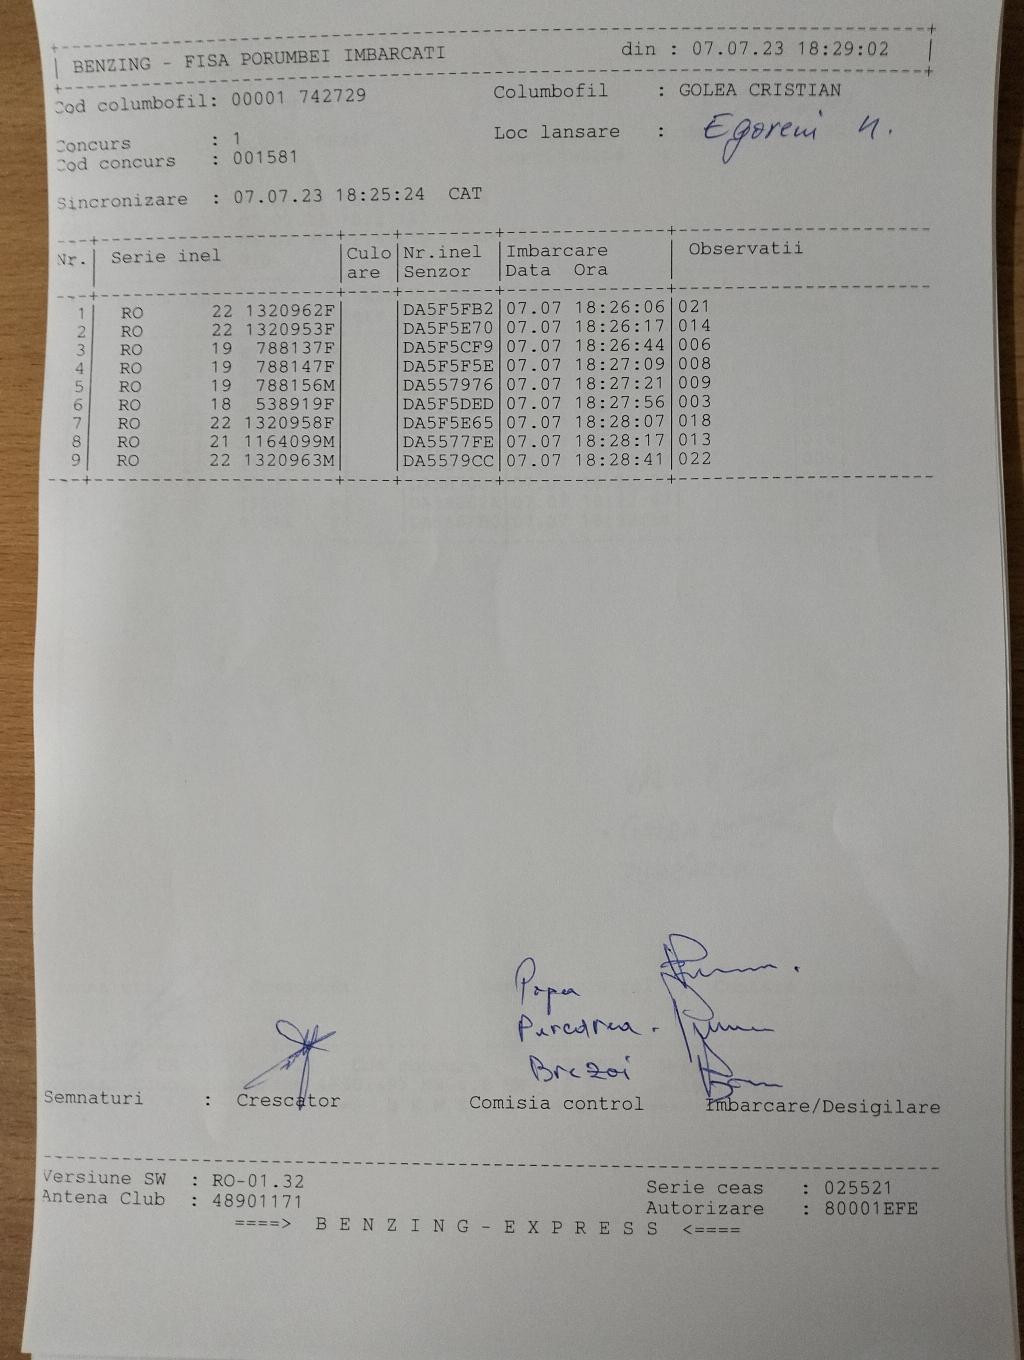 BENZING - FISA PORUMBEI IMBARCATI din : 07.07.23 18:29:02
Cod columbofil: 00001 742729 Columbofil : GOLEA CRISTIAN
Concurs : 1 Loc lansare : Egoreni N.
Cod concurs : 001581
Sincronizare : 07.07.23 18:25:24 CAT
Nr. Serie inel Culo Nr.inel Imbarcare Observatii
are Senzor Data Ora
1 RO 22 1320962F DA5F5FB2 07.07 18:26:06 021
2 RO 22 1320953F DA5F5E70 07.07 18:26:17 014
3 RO 19 788137F DA5F5CF9 07.07 18:26:44 006
4 RO 19 788147F DA5F5F5E 07.07 18:27:09 008
5 RO 19 788156M DA557976 07.07 18:27:21 009
6 RO 18 538919F DA5F5DED 07.07 18:27:56 003
7 RO 22 1320958F DA5F5E65 07.07 18:28:07 018
8 RO 21 1164099M DA5577FE 07.07 18:28:17 013
9 RO 22 1320963M DA5579CC 07.07 18:28:41 022
Popa
Purcarea.
Brezoi
Semnaturi : Crescator Comisia control Imbarcare/Desigilare
Versiune SW : RO-01.32 Serie ceas : 025521
Antena Club : 48901171 Autorizare : 80001EFE
====> B E N Z I N G - E X P R E S S <====